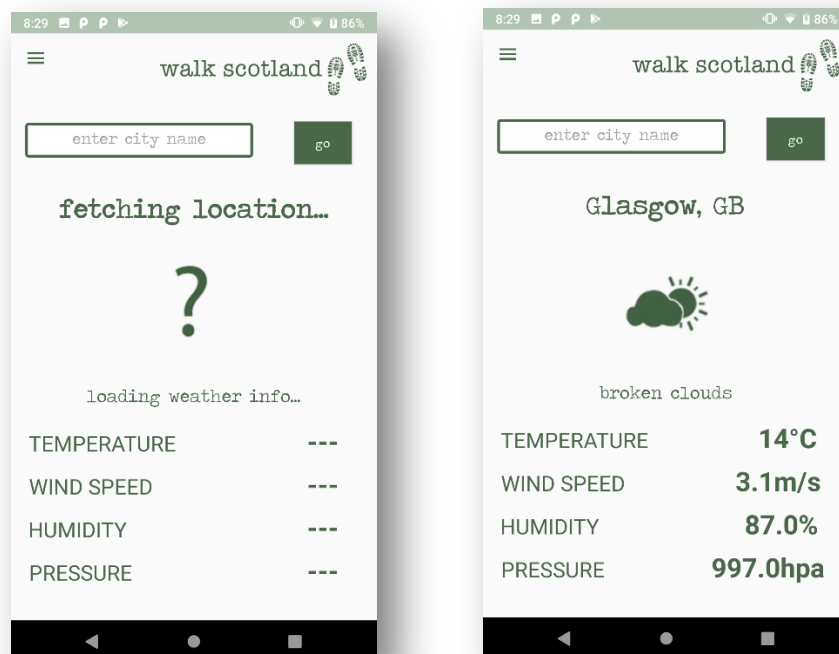 8:29 86%
walk scotland
enter city name go
fetching location...
?
loading weather info...
TEMPERATURE ---
WIND SPEED ---
HUMIDITY ---
PRESSURE ---
8:29 86%
walk scotland
enter city name go
Glasgow, GB
broken clouds
TEMPERATURE 14°C
WIND SPEED 3.1m/s
HUMIDITY 87.0%
PRESSURE 997.0hpa